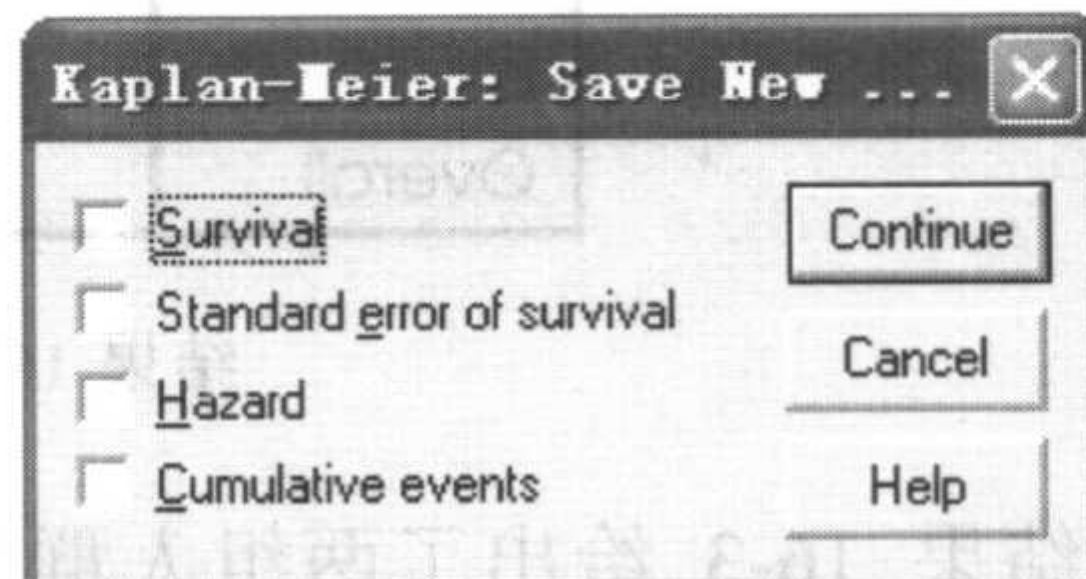 Kaplan-Meier: Save New ...
Survival
Continue
Standard error of survival
Cancel
Hazard
Cumulative events
Help